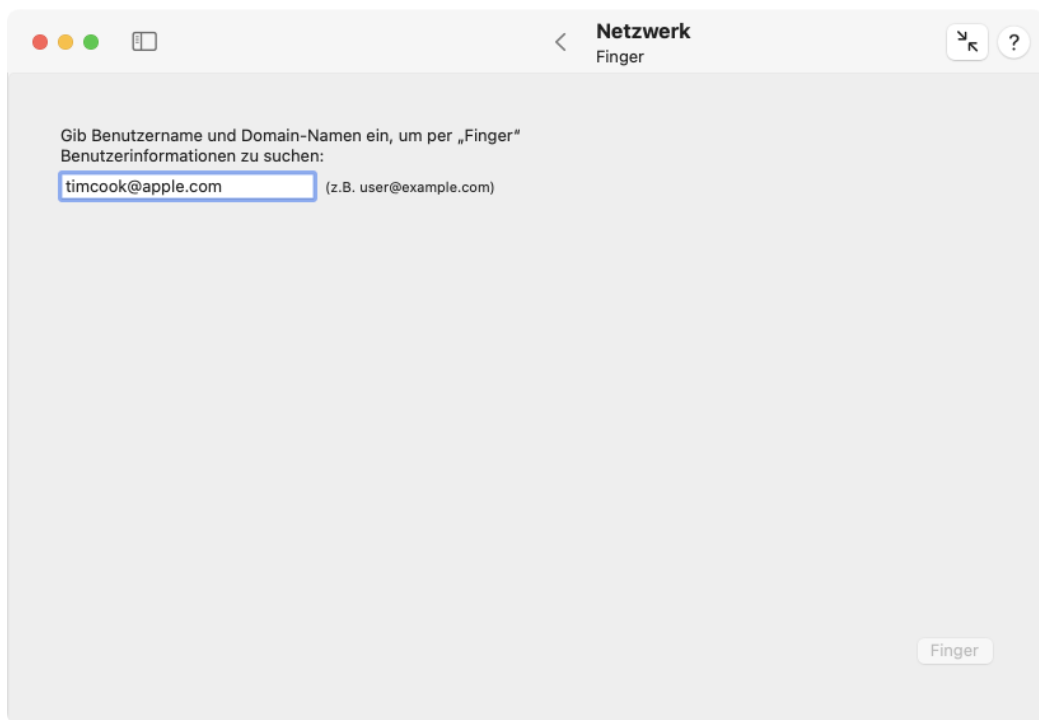 Netzwerk
Finger
?
Gib Benutzername und Domain-Namen ein, um per „Finger"
Benutzerinformationen zu suchen:
timcook@apple.com (z.B. user@example.com)
Finger